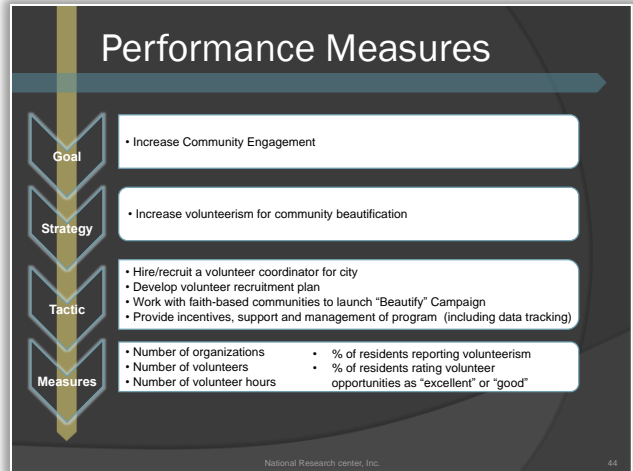 Performance Measures
Goal
• Increase Community Engagement
Strategy
• Increase volunteerism for community beautification
Tactic
• Hire/recruit a volunteer coordinator for city
• Develop volunteer recruitment plan
• Work with faith-based communities to launch “Beautify” Campaign
• Provide incentives, support and management of program (including data tracking)
Measures
• Number of organizations
• Number of volunteers
• Number of volunteer hours
• % of residents reporting volunteerism
• % of residents rating volunteer
opportunities as “excellent” or “good”
National Research center, Inc.
44